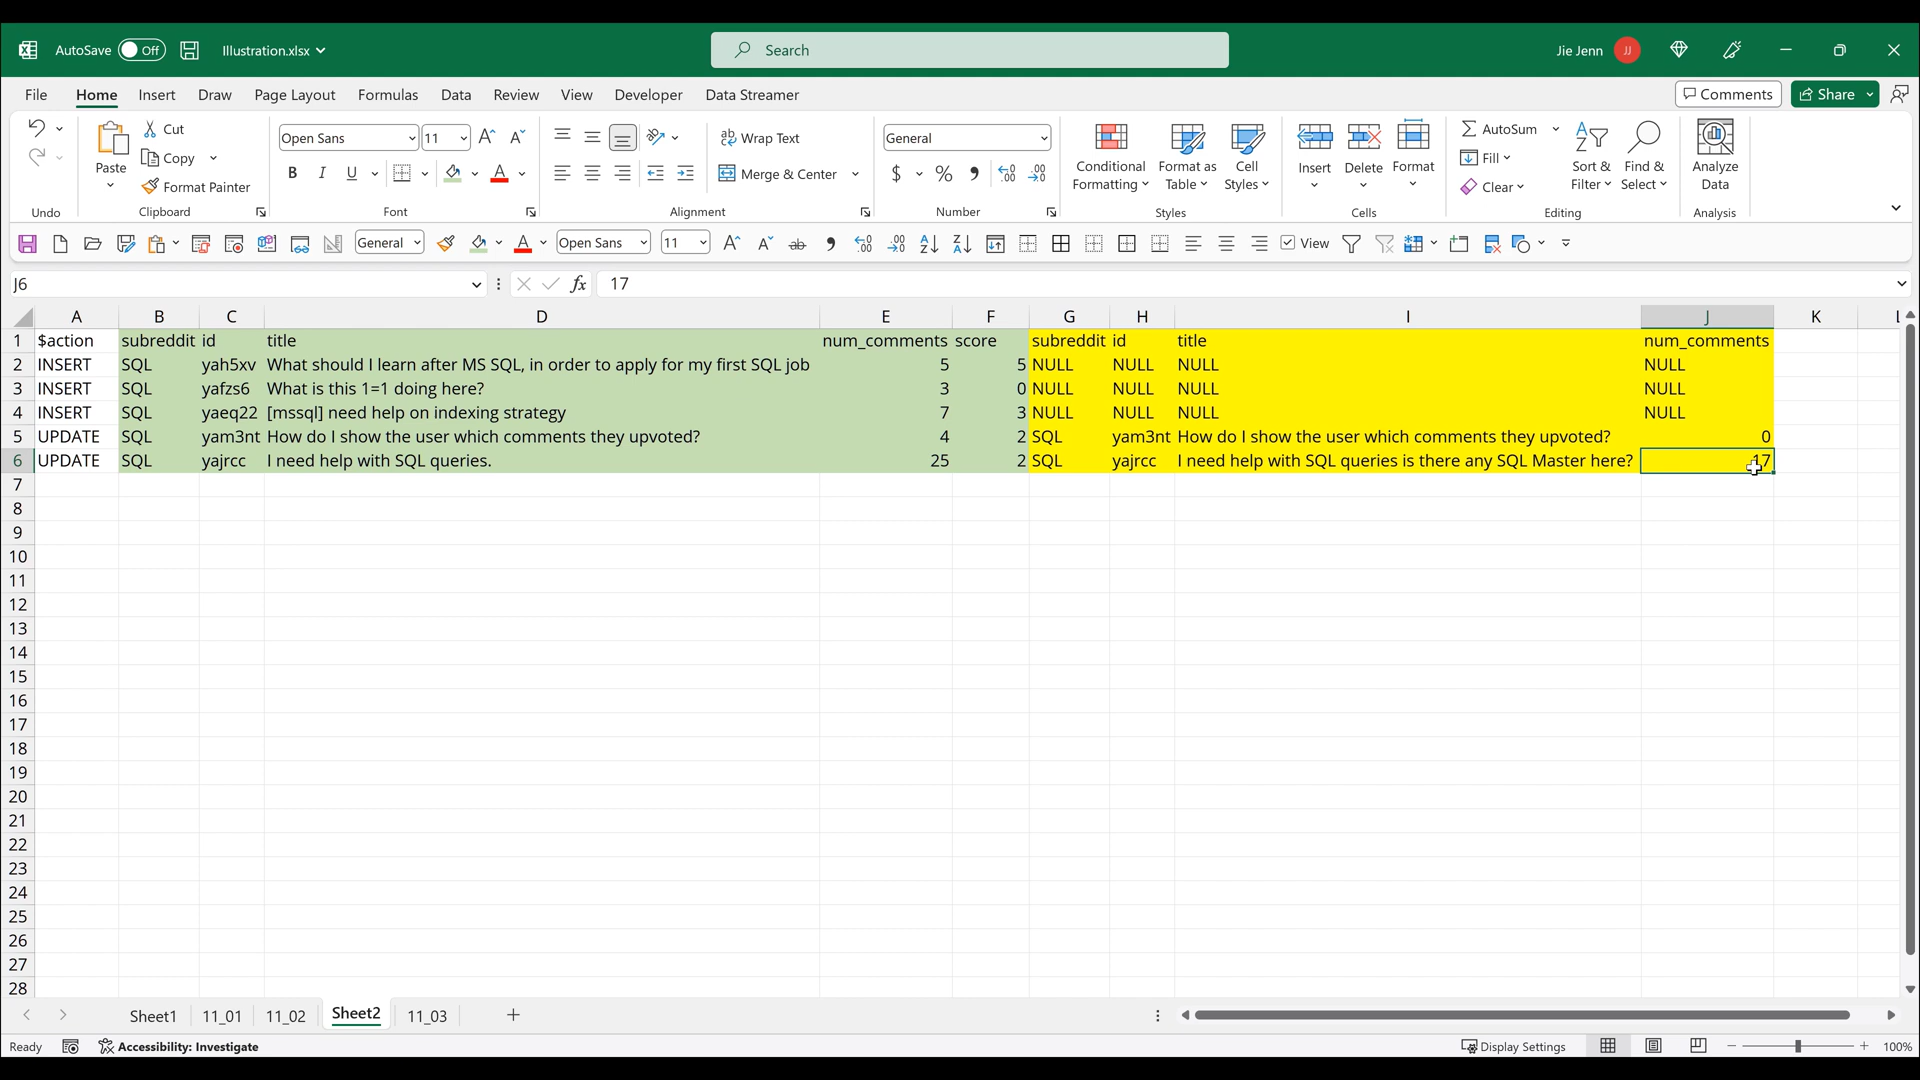 AutoSave Off Illustration.xlsx Search Jie Jenn JJ
File Home Insert Draw Page Layout Formulas Data Review View Developer Data Streamer Comments Share
Paste Cut Copy Format Painter
Undo Clipboard
Open Sans 11
B I U
Font
Wrap Text
Merge & Center
Alignment
General
$ % ,
Number
Conditional Formatting Format as Table Cell Styles
Styles
Insert Delete Format
Cells
AutoSum Fill Clear Sort & Filter Find & Select
Editing
Analyze Data
Analysis
General Open Sans 11 View
J6 fx 17
A B C D E F G H I J K L
1 $action subreddit id title num_comments score subreddit id title num_comments
2 INSERT SQL yah5xv What should I learn after MS SQL, in order to apply for my first SQL job 5 5 NULL NULL NULL NULL
3 INSERT SQL yafzs6 What is this 1=1 doing here? 3 0 NULL NULL NULL NULL
4 INSERT SQL yaeq22 [mssql] need help on indexing strategy 7 3 NULL NULL NULL NULL
5 UPDATE SQL yam3nt How do I show the user which comments they upvoted? 4 2 SQL yam3nt How do I show the user which comments they upvoted? 0
6 UPDATE SQL yajrcc I need help with SQL queries. 25 2 SQL yajrcc I need help with SQL queries is there any SQL Master here? 17
7
8
9
10
11
12
13
14
15
16
17
18
19
20
21
22
23
24
25
26
27
28
Sheet1 11_01 11_02 Sheet2 11_03
Ready Accessibility: Investigate Display Settings 100%